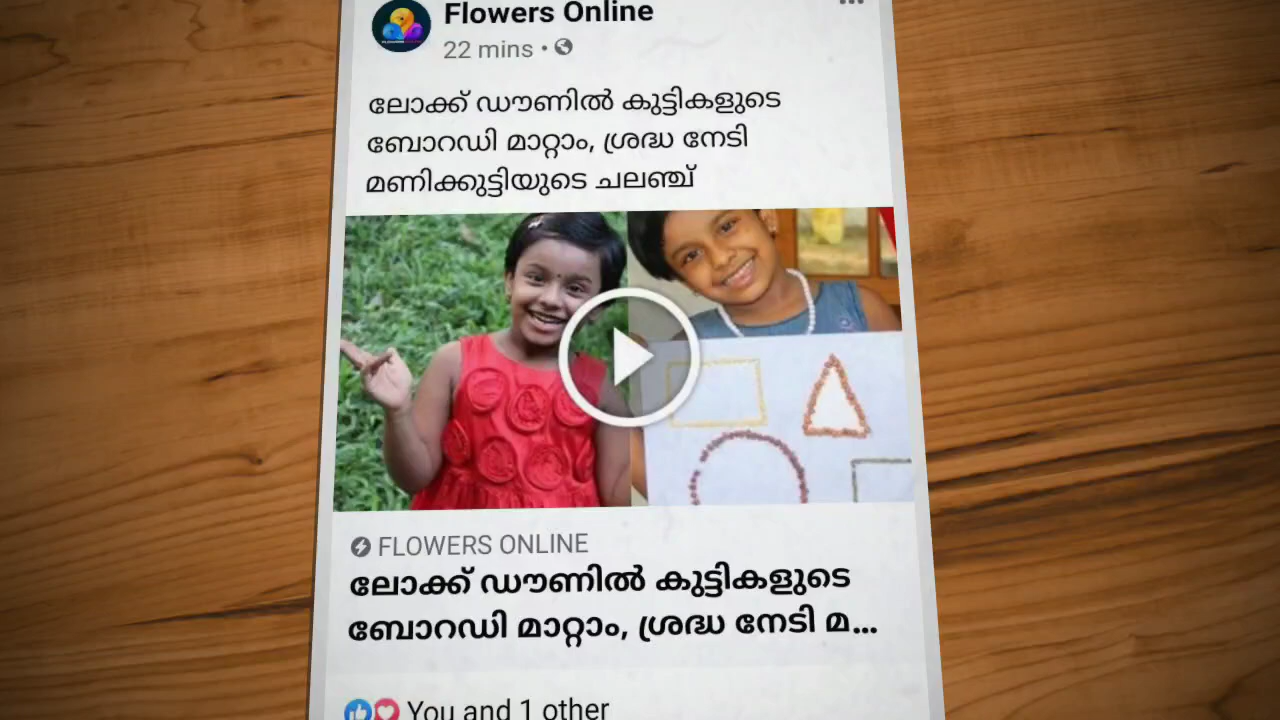 Flowers Online
22 mins •
ലോക്ക് ഡൗണിൽ കുട്ടികളുടെ
ബോറഡി മാറ്റാം, ശ്രദ്ധ നേടി
മണിക്കുട്ടിയുടെ ചലഞ്ച്
FLOWERS ONLINE
ലോക്ക് ഡൗണിൽ കുട്ടികളുടെ
ബോറഡി മാറ്റാം, ശ്രദ്ധ നേടി മ...
You and 1 other